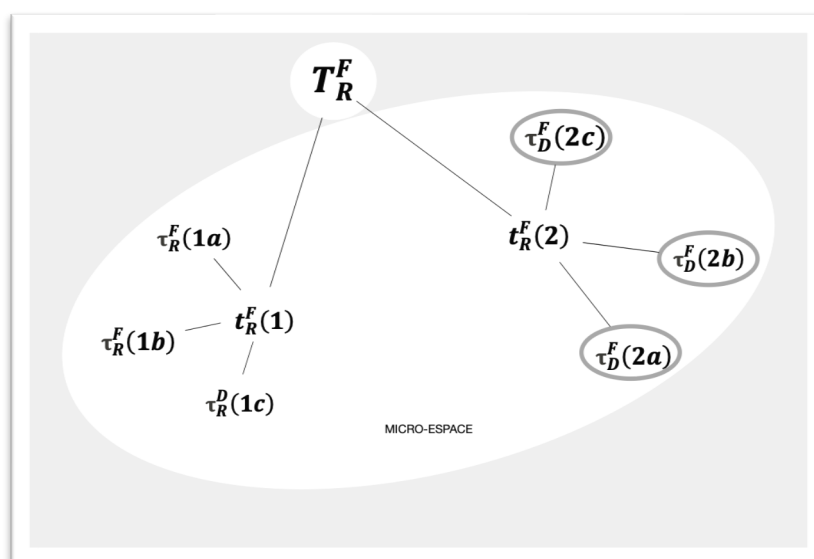 T_R^F
τ_D^F(2c)
τ_R^F(1a)
t_R^F(2)
τ_D^F(2b)
t_R^F(1)
τ_R^F(1b)
τ_D^F(2a)
τ_R^D(1c)
MICRO-ESPACE